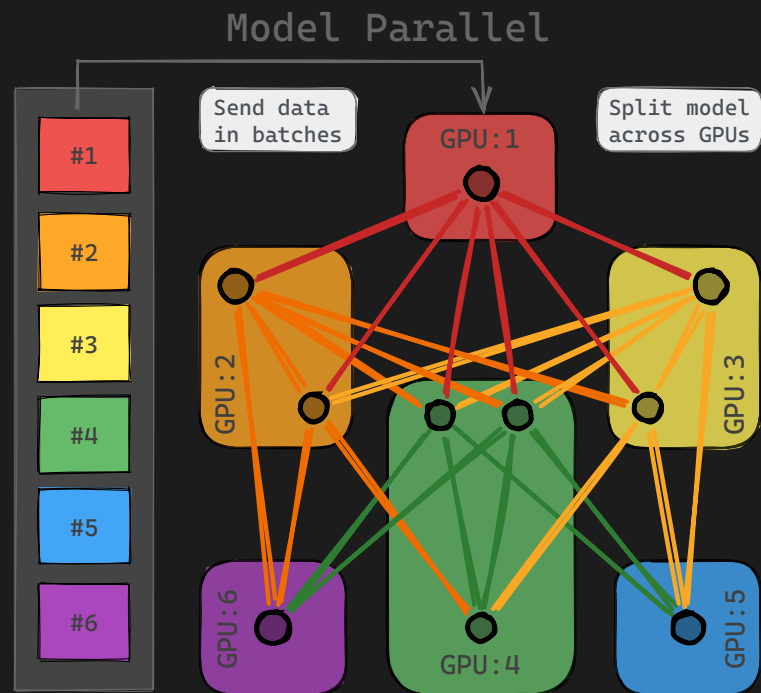 Model Parallel
Send data
in batches
Split model
across GPUs
#1
#2
#3
#4
#5
#6
GPU:1
GPU:2
GPU:3
GPU:6
GPU:4
GPU:5